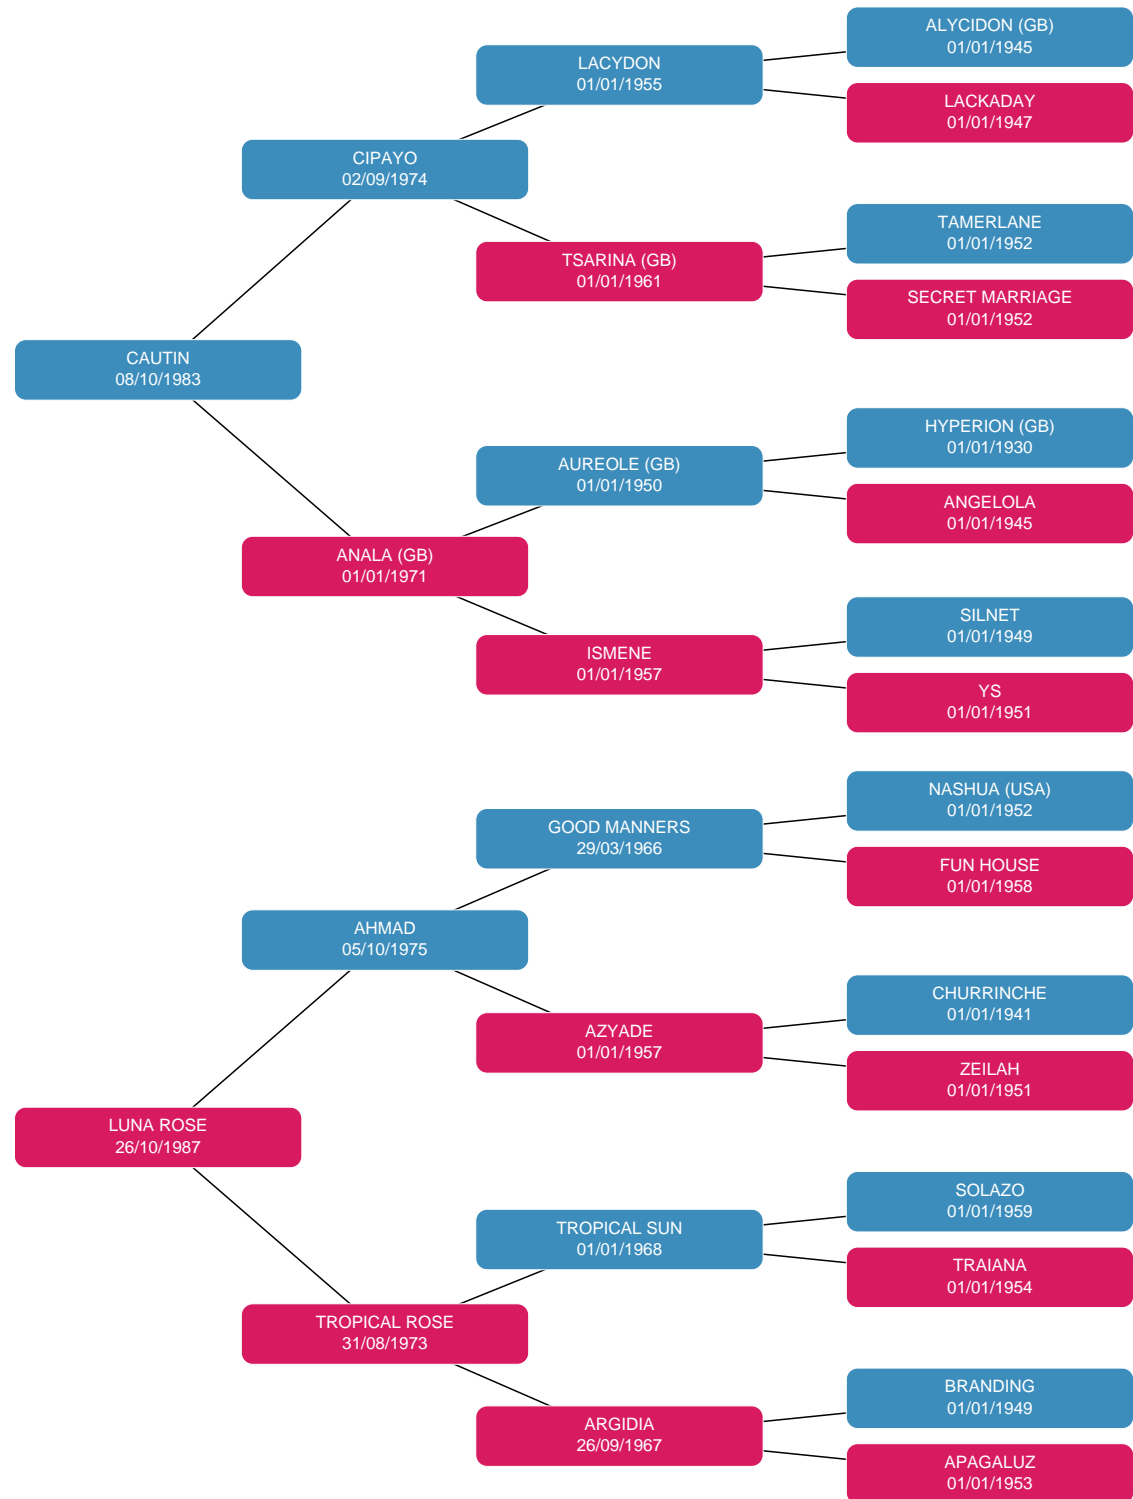 ALYCIDON (GB)
01/01/1945
LACYDON
01/01/1955
LACKADAY
01/01/1947
CIPAYO
02/09/1974
TAMERLANE
01/01/1952
TSARINA (GB)
01/01/1961
SECRET MARRIAGE
01/01/1952
CAUTIN
08/10/1983
HYPERION (GB)
01/01/1930
AUREOLE (GB)
01/01/1950
ANGELOLA
01/01/1945
ANALA (GB)
01/01/1971
SILNET
01/01/1949
ISMENE
01/01/1957
YS
01/01/1951
NASHUA (USA)
01/01/1952
GOOD MANNERS
29/03/1966
FUN HOUSE
01/01/1958
AHMAD
05/10/1975
CHURRINCHE
01/01/1941
AZYADE
01/01/1957
ZEILAH
01/01/1951
LUNA ROSE
26/10/1987
SOLAZO
01/01/1959
TROPICAL SUN
01/01/1968
TRAIANA
01/01/1954
TROPICAL ROSE
31/08/1973
BRANDING
01/01/1949
ARGIDIA
26/09/1967
APAGALUZ
01/01/1953